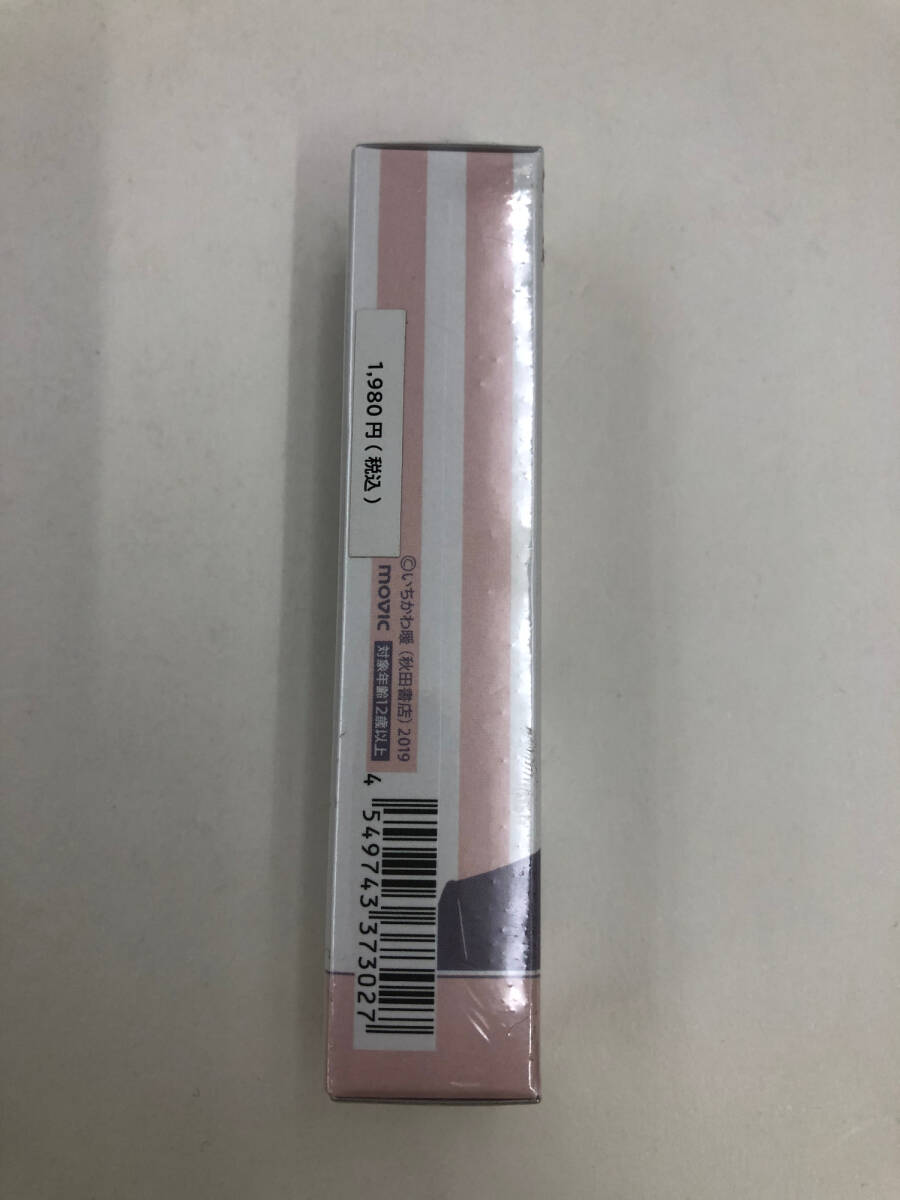 1,980円(税込)
©いちかわ暖(秋田書店)2019
movic 対象年齢12歳以上
4 549743 373027